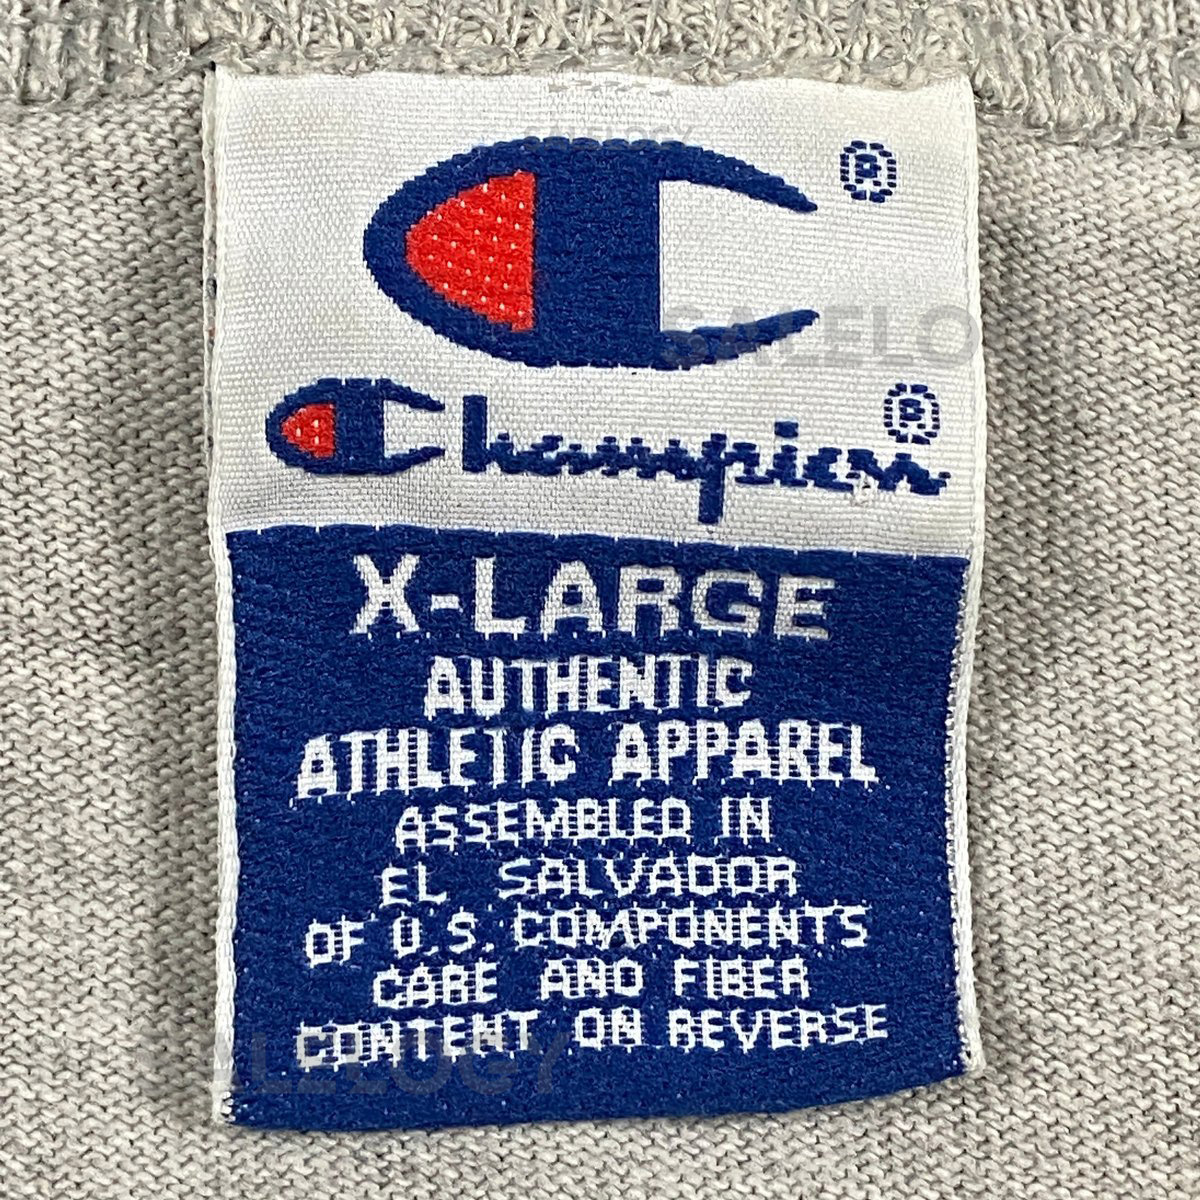 ®
Champion®
X-LARGE
AUTHENTIC
ATHLETIC APPAREL
ASSEMBLED IN
EL SALVADOR
OF U.S. COMPONENTS
CARE AND FIBER
CONTENT ON REVERSE